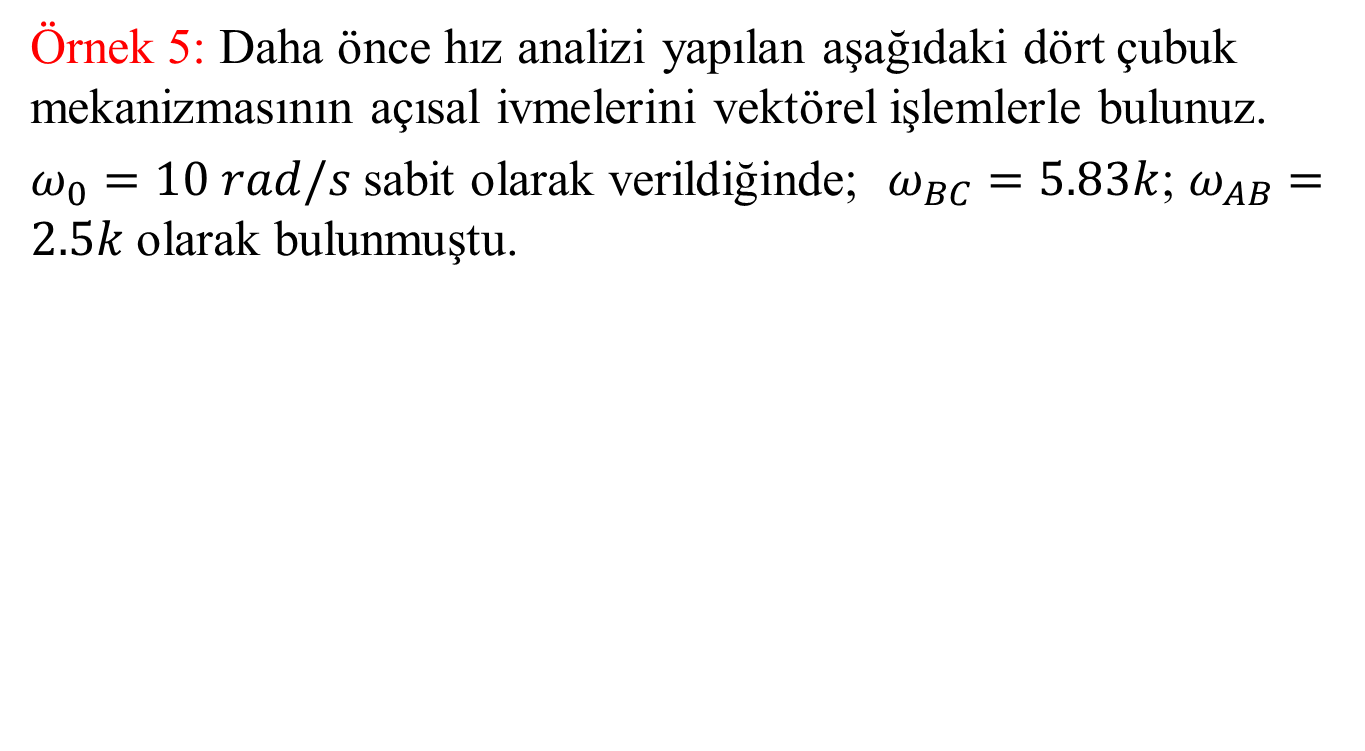 Örnek 5: Daha önce hız analizi yapılan aşağıdaki dört çubuk
mekanizmasının açısal ivmelerini vektörel işlemlerle bulunuz.
𝜔₀ = 10 𝑟𝑎𝑑/𝑠 sabit olarak verildiğinde; 𝜔_𝐵𝐶 = 5.83𝑘; 𝜔_𝐴𝐵 =
2.5𝑘 olarak bulunmuştu.